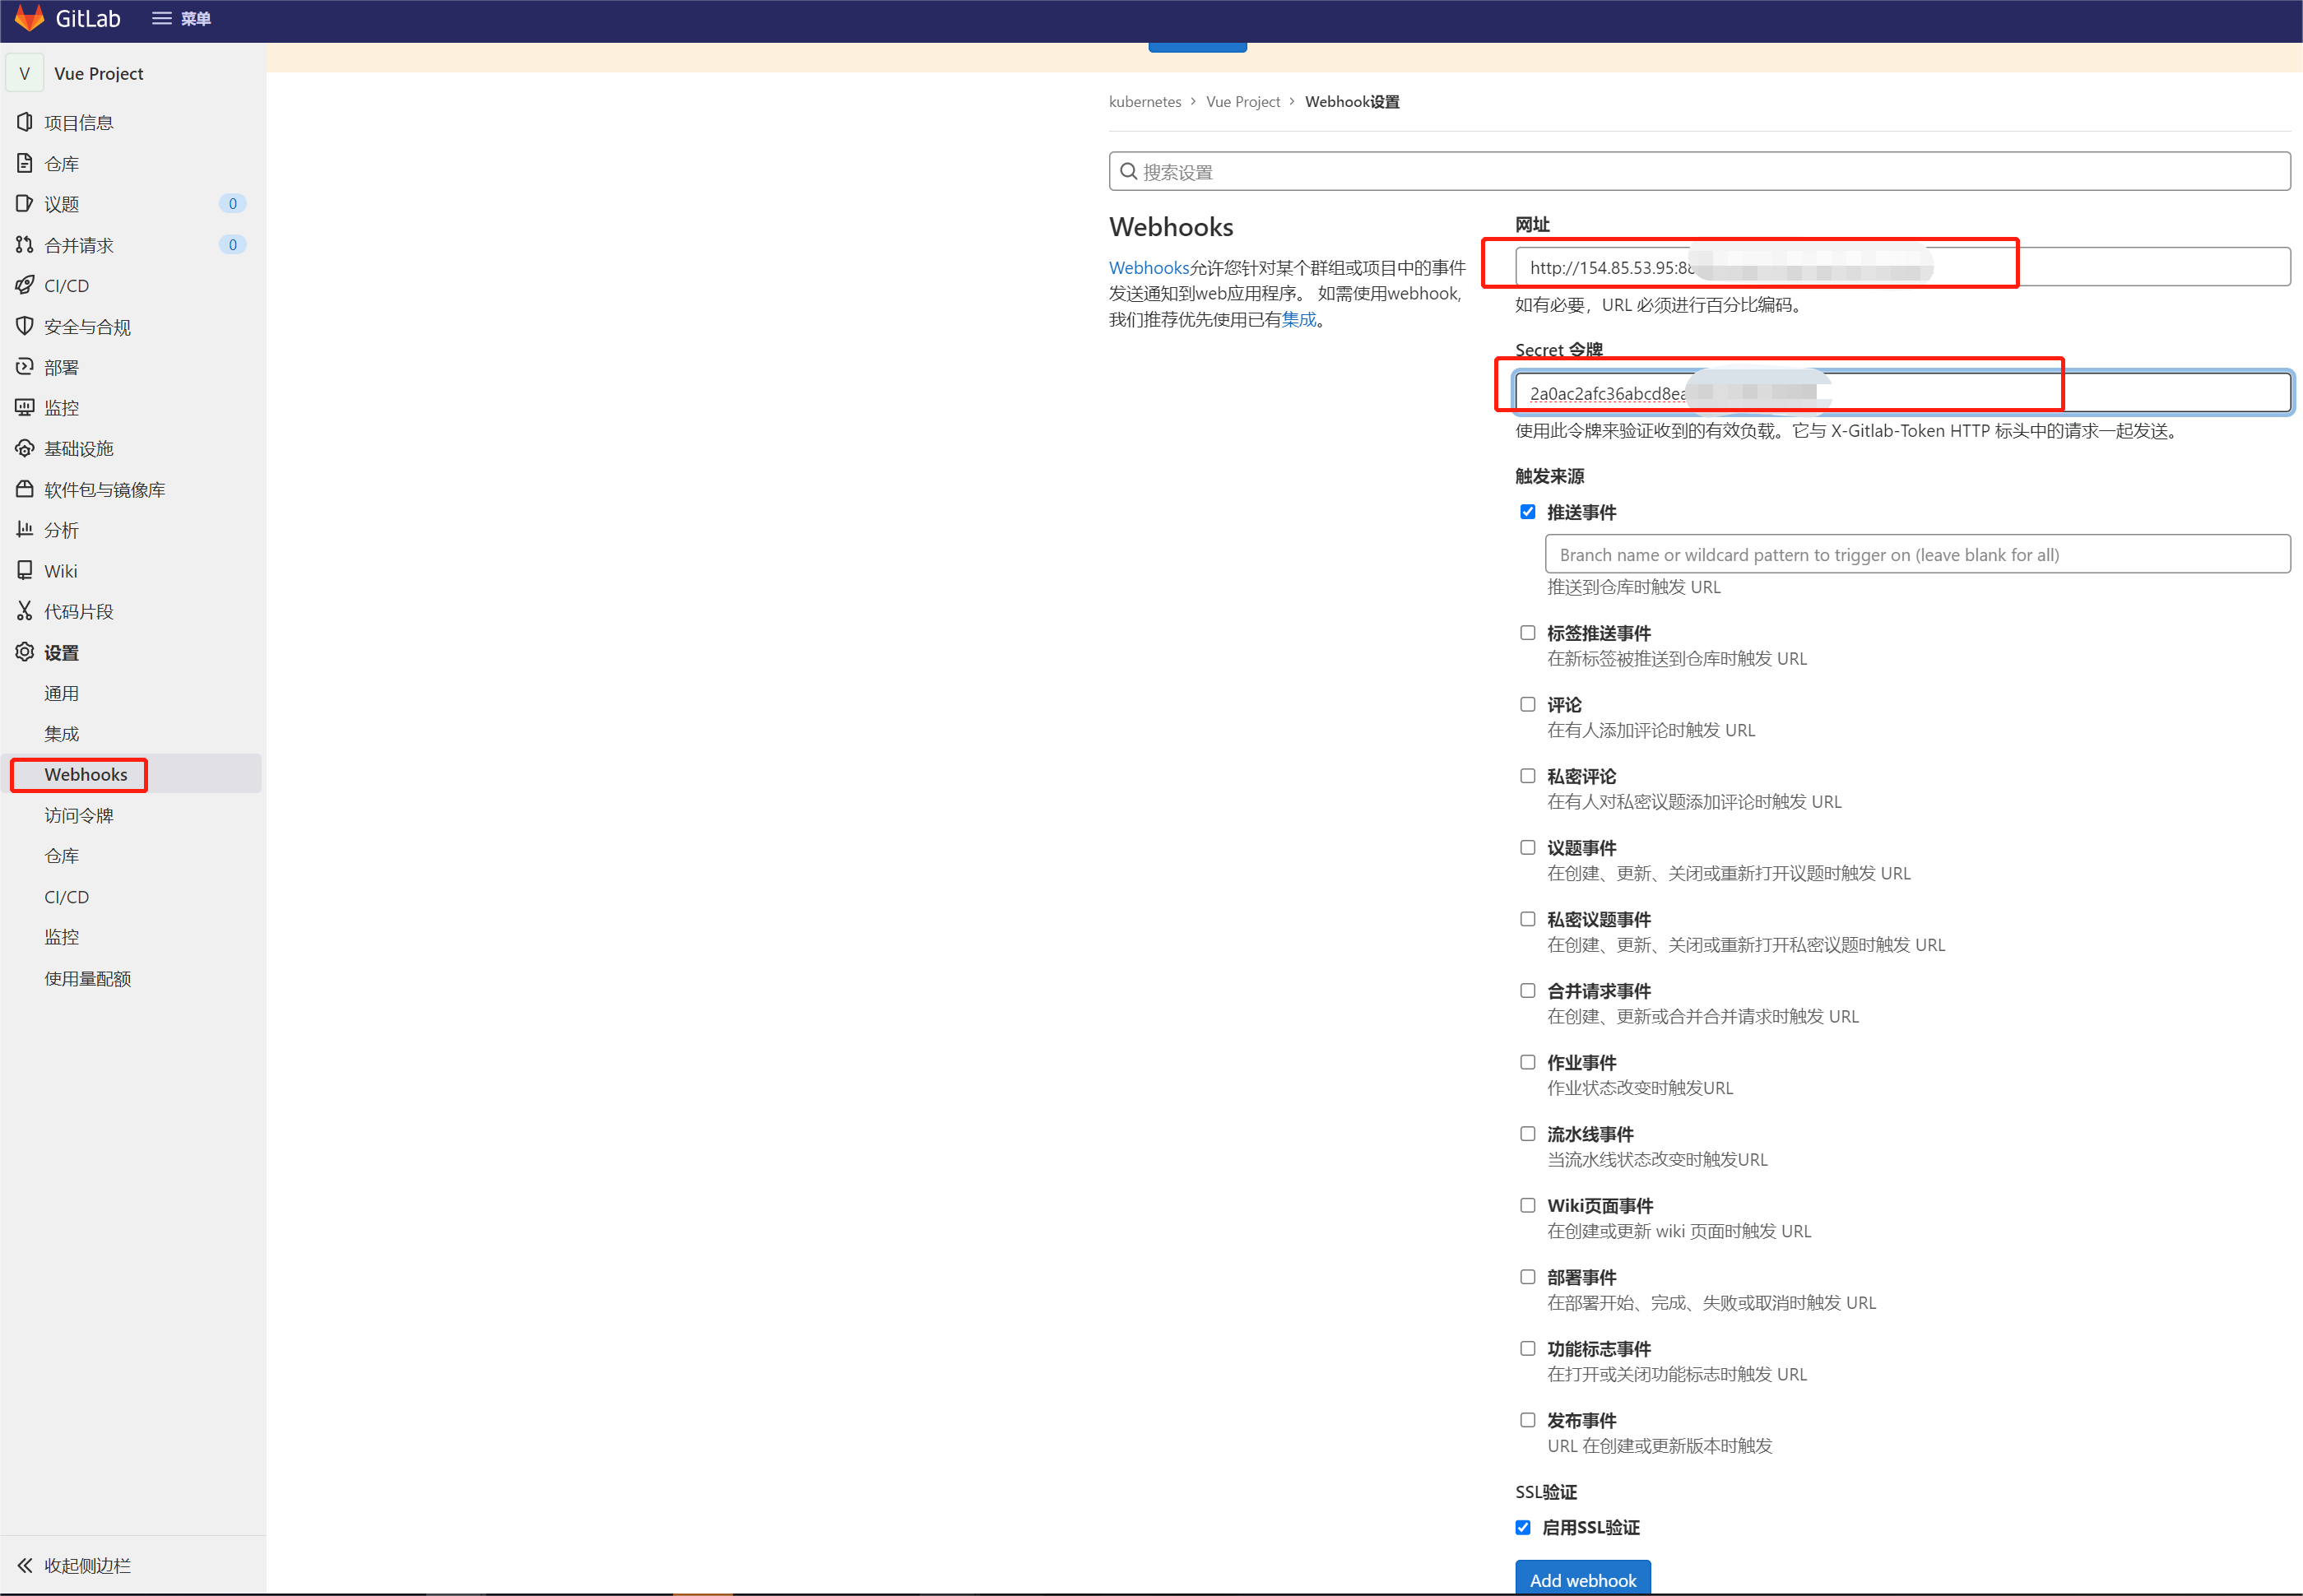 GitLab
菜单
V
Vue Project
项目信息
仓库
议题
0
合并请求
0
CI/CD
安全与合规
部署
监控
基础设施
软件包与镜像库
分析
Wiki
代码片段
设置
通用
集成
Webhooks
访问令牌
仓库
CI/CD
监控
使用量配额
收起侧边栏
kubernetes > Vue Project > Webhook设置
搜索设置
Webhooks
Webhooks允许您针对某个群组或项目中的事件
发送通知到web应用程序。 如需使用webhook,
我们推荐优先使用已有集成。
网址
http://154.85.53.95:88
如有必要，URL 必须进行百分比编码。
Secret 令牌
2a0ac2afc36abcd8ea
使用此令牌来验证收到的有效负载。它与 X-Gitlab-Token HTTP 标头中的请求一起发送。
触发来源
推送事件
Branch name or wildcard pattern to trigger on (leave blank for all)
推送到仓库时触发 URL
标签推送事件
在新标签被推送到仓库时触发 URL
评论
在有人添加评论时触发 URL
私密评论
在有人对私密议题添加评论时触发 URL
议题事件
在创建、更新、关闭或重新打开议题时触发 URL
私密议题事件
在创建、更新、关闭或重新打开私密议题时触发 URL
合并请求事件
在创建、更新或合并合并请求时触发 URL
作业事件
作业状态改变时触发URL
流水线事件
当流水线状态改变时触发URL
Wiki页面事件
在创建或更新 wiki 页面时触发 URL
部署事件
在部署开始、完成、失败或取消时触发 URL
功能标志事件
在打开或关闭功能标志时触发 URL
发布事件
URL 在创建或更新版本时触发
SSL验证
启用SSL验证
Add webhook